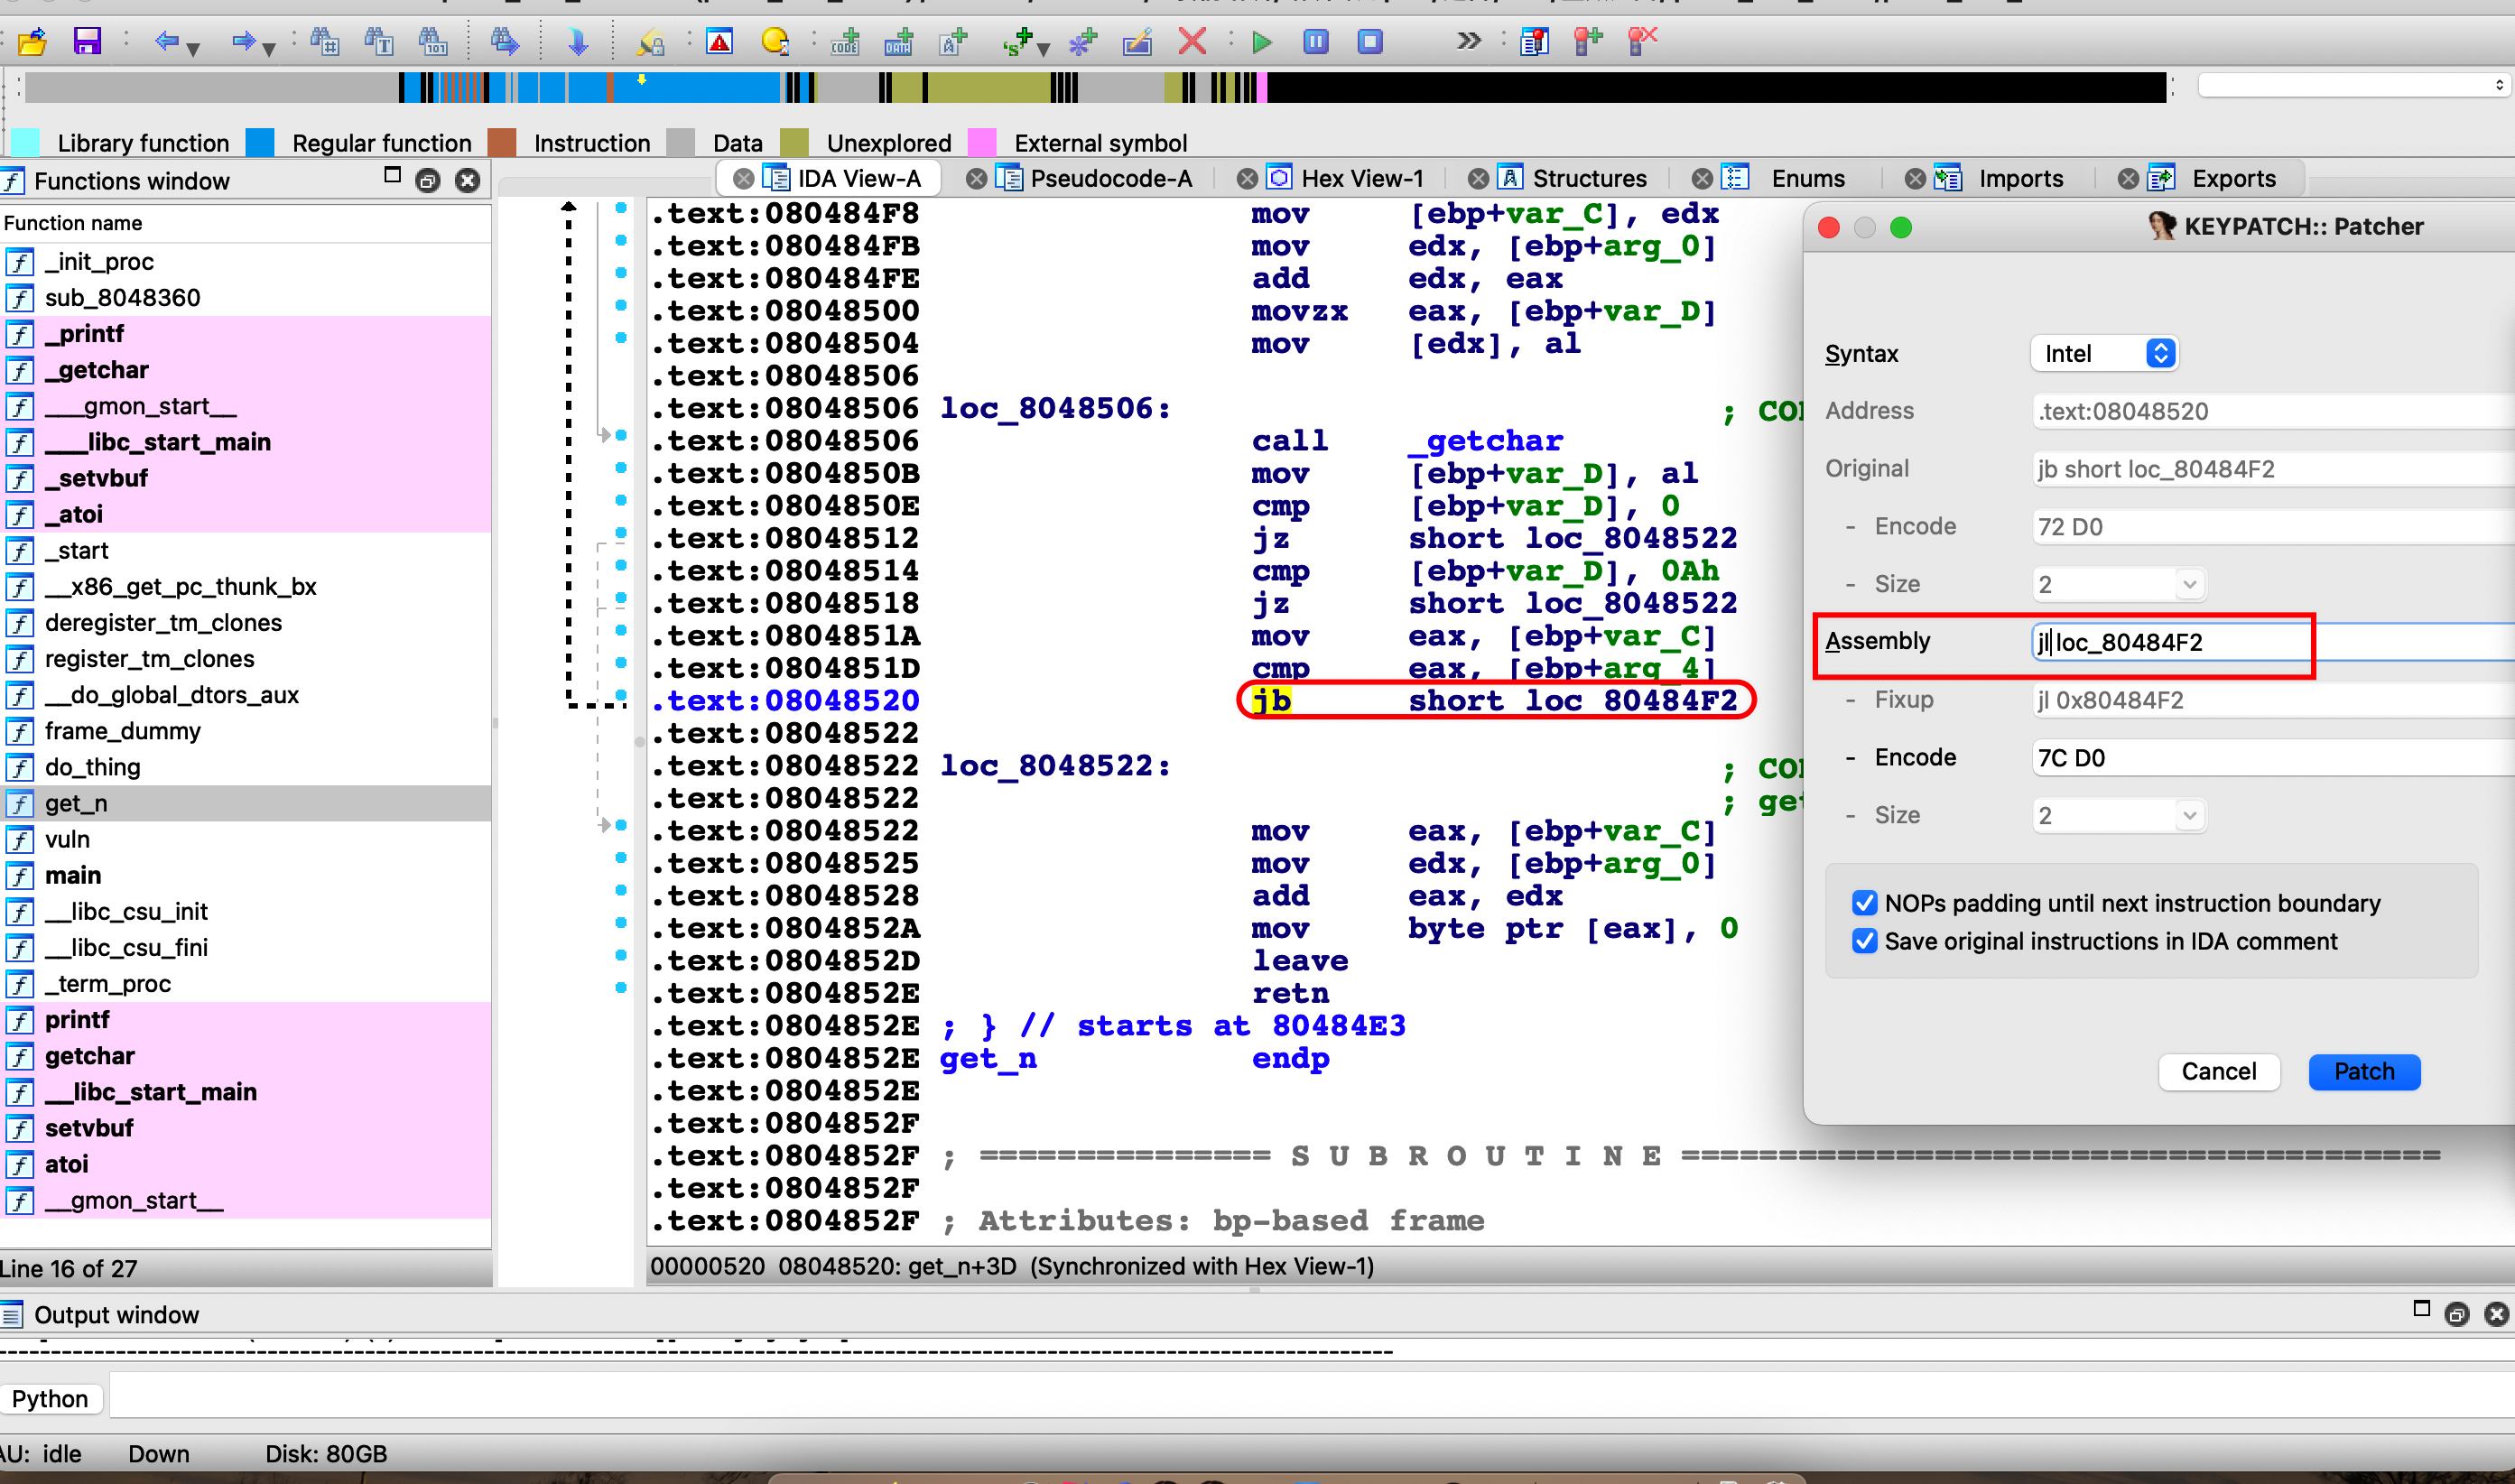 Library function Regular function Instruction Data Unexplored External symbol
Functions window
IDA View-A Pseudocode-A Hex View-1 Structures Enums Imports Exports
Function name
_init_proc
sub_8048360
_printf
_getchar
___gmon_start__
___libc_start_main
_setvbuf
_atoi
_start
__x86_get_pc_thunk_bx
deregister_tm_clones
register_tm_clones
__do_global_dtors_aux
frame_dummy
do_thing
get_n
vuln
main
__libc_csu_init
__libc_csu_fini
_term_proc
printf
getchar
__libc_start_main
setvbuf
atoi
__gmon_start__
Line 16 of 27
.text:080484F8 mov [ebp+var_C], edx
.text:080484FB mov edx, [ebp+arg_0]
.text:080484FE add edx, eax
.text:08048500 movzx eax, [ebp+var_D]
.text:08048504 mov [edx], al
.text:08048506
.text:08048506 loc_8048506: ;
.text:08048506 call _getchar
.text:0804850B mov [ebp+var_D], al
.text:0804850E cmp [ebp+var_D], 0
.text:08048512 jz short loc_8048522
.text:08048514 cmp [ebp+var_D], 0Ah
.text:08048518 jz short loc_8048522
.text:0804851A mov eax, [ebp+var_C]
.text:0804851D cmp eax, [ebp+arg_4]
.text:08048520 jb short loc_80484F2
.text:08048522
.text:08048522 loc_8048522: ;
.text:08048522 ;
.text:08048522 mov eax, [ebp+var_C]
.text:08048525 mov edx, [ebp+arg_0]
.text:08048528 add eax, edx
.text:0804852A mov byte ptr [eax], 0
.text:0804852D leave
.text:0804852E retn
.text:0804852E ; } // starts at 80484E3
.text:0804852E get_n endp
.text:0804852E
.text:0804852F
.text:0804852F ; =============== S U B R O U T I N E =======================================
.text:0804852F
.text:0804852F ; Attributes: bp-based frame
00000520 08048520: get_n+3D (Synchronized with Hex View-1)
KEYPATCH:: Patcher
Syntax Intel
Address .text:08048520
Original jb short loc_80484F2
- Encode 72 D0
- Size 2
Assembly jl loc_80484F2
- Fixup jl 0x80484F2
- Encode 7C D0
- Size 2
NOPs padding until next instruction boundary
Save original instructions in IDA comment
Cancel Patch
Output window
Python
AU: idle Down Disk: 80GB